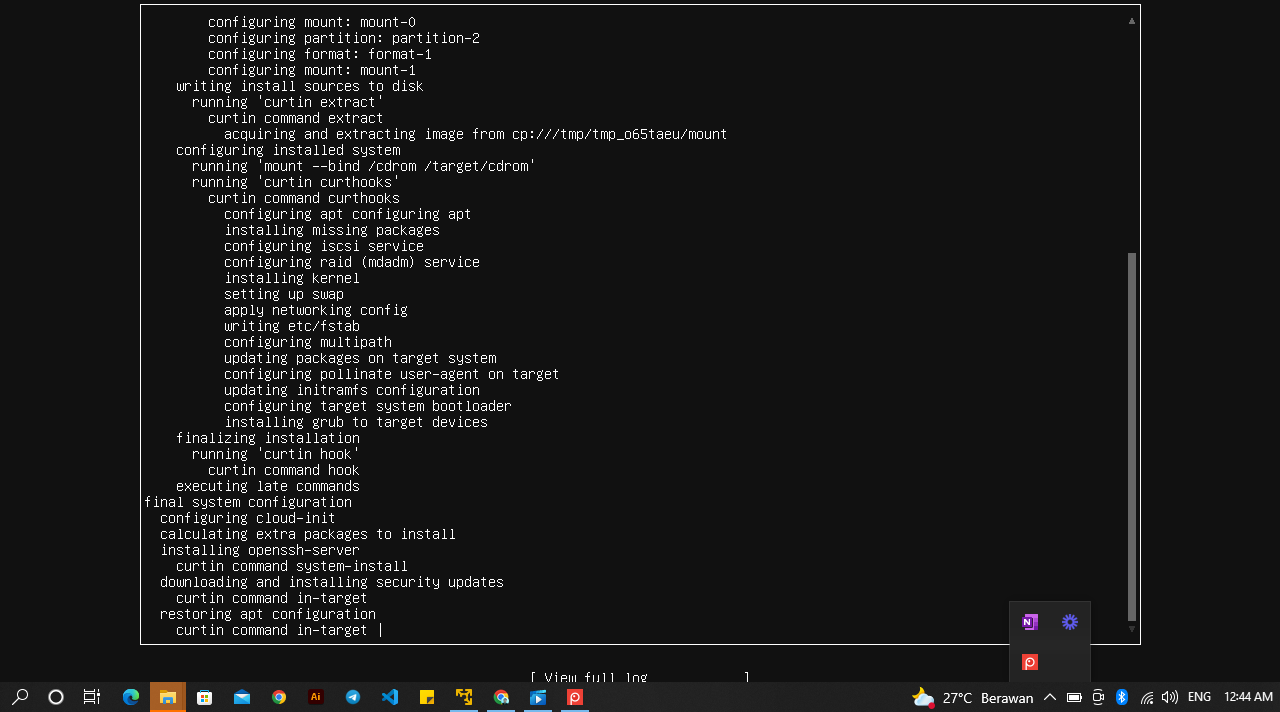 configuring mount: mount-0
configuring partition: partition-2
configuring format: format-1
configuring mount: mount-1
writing install sources to disk
running 'curtin extract'
curtin command extract
acquiring and extracting image from cp:///tmp/tmp_o65taeu/mount
configuring installed system
running 'mount --bind /cdrom /target/cdrom'
running 'curtin curthooks'
curtin command curthooks
configuring apt configuring apt
installing missing packages
configuring iscsi service
configuring raid (mdadm) service
installing kernel
setting up swap
apply networking config
writing etc/fstab
configuring multipath
updating packages on target system
configuring pollinate user-agent on target
updating initramfs configuration
configuring target system bootloader
installing grub to target devices
finalizing installation
running 'curtin hook'
curtin command hook
executing late commands
final system configuration
configuring cloud-init
calculating extra packages to install
installing openssh-server
curtin command system-install
downloading and installing security updates
curtin command in-target
restoring apt configuration
curtin command in-target |
[ View full log ]
N
Ai
27°C Berawan ENG 12:44 AM